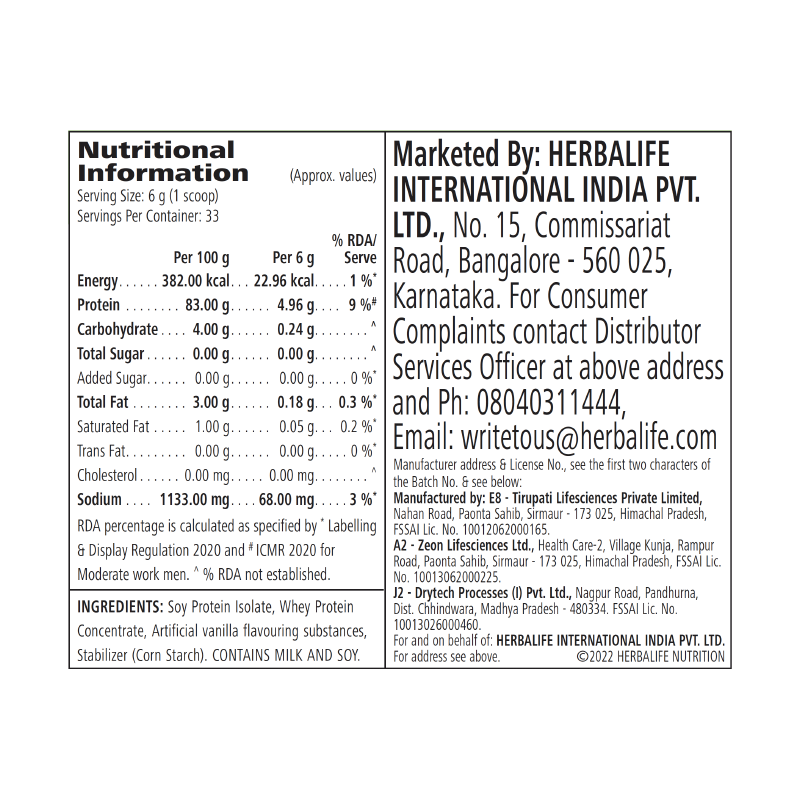 Nutritional
Information (Approx. values)
Serving Size: 6 g (1 scoop)
Servings Per Container: 33
% RDA/
Per 100 g Per 6 g Serve
Energy...... 382.00 kcal... 22.96 kcal..... 1 %*
Protein ........ 83.00 g...... 4.96 g.... 9 %#
Carbohydrate .... 4.00 g...... 0.24 g........ ^
Total Sugar ...... 0.00 g...... 0.00 g........ ^
Added Sugar...... 0.00 g...... 0.00 g..... 0 %*
Total Fat ........ 3.00 g...... 0.18 g... 0.3 %*
Saturated Fat ..... 1.00 g...... 0.05 g... 0.2 %*
Trans Fat......... 0.00 g...... 0.00 g..... 0 %*
Cholesterol ...... 0.00 mg.... 0.00 mg........ ^
Sodium .... 1133.00 mg.... 68.00 mg..... 3 %*
RDA percentage is calculated as specified by * Labelling
& Display Regulation 2020 and # ICMR 2020 for
Moderate work men. ^ % RDA not established.
INGREDIENTS: Soy Protein Isolate, Whey Protein
Concentrate, Artificial vanilla flavouring substances,
Stabilizer (Corn Starch). CONTAINS MILK AND SOY.
Marketed By: HERBALIFE
INTERNATIONAL INDIA PVT.
LTD., No. 15, Commissariat
Road, Bangalore - 560 025,
Karnataka. For Consumer
Complaints contact Distributor
Services Officer at above address
and Ph: 08040311444,
Email: writetous@herbalife.com
Manufacturer address & License No., see the first two characters of
the Batch No. & see below:
Manufactured by: E8 - Tirupati Lifesciences Private Limited,
Nahan Road, Paonta Sahib, Sirmaur - 173 025, Himachal Pradesh,
FSSAI Lic. No. 10012062000165.
A2 - Zeon Lifesciences Ltd., Health Care-2, Village Kunja, Rampur
Road, Paonta Sahib, Sirmaur - 173 025, Himachal Pradesh, FSSAI Lic.
No. 10013062000225.
J2 - Drytech Processes (I) Pvt. Ltd., Nagpur Road, Pandhurna,
Dist. Chhindwara, Madhya Pradesh - 480334. FSSAI Lic. No.
10013026000460.
For and on behalf of: HERBALIFE INTERNATIONAL INDIA PVT. LTD.
For address see above. ©2022 HERBALIFE NUTRITION